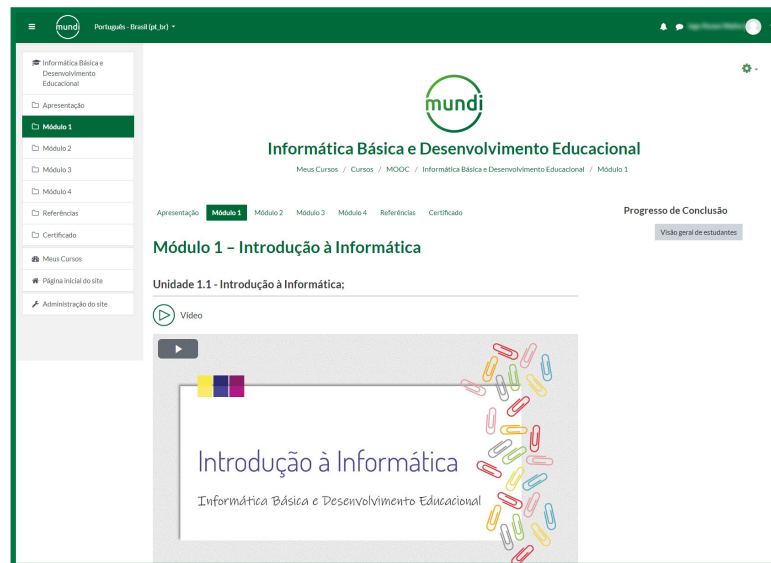 mundi
Português - Brasil (pt_br)
Informática Básica e
Desenvolvimento
Educacional
Apresentação
Módulo 1
Módulo 2
Módulo 3
Módulo 4
Referências
Certificado
Meus Cursos
Página inicial do site
Administração do site
mundi
Informática Básica e Desenvolvimento Educacional
Meus Cursos / Cursos / MOOC / Informática Básica e Desenvolvimento Educacional / Módulo 1
Apresentação Módulo 1 Módulo 2 Módulo 3 Módulo 4 Referências Certificado
Módulo 1 – Introdução à Informática
Unidade 1.1 - Introdução à Informática;
Vídeo
Introdução à Informática
Informática Básica e Desenvolvimento Educacional
Progresso de Conclusão
Visão geral de estudantes